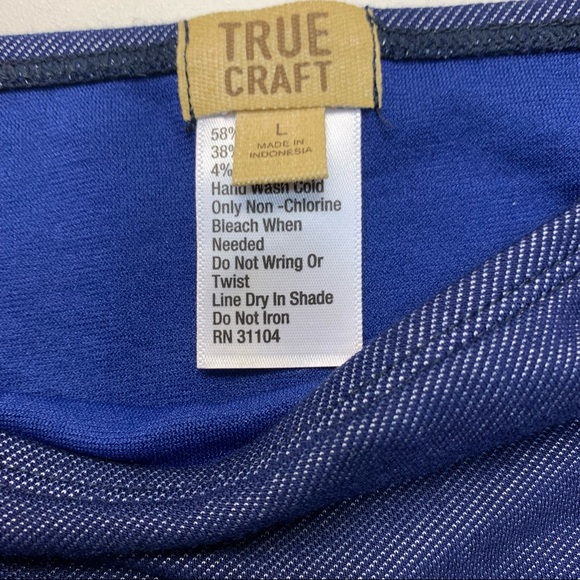 TRUE
CRAFT
L
MADE IN
INDONESIA
58%
38%
4%
Hand Wash Cold
Only Non -Chlorine
Bleach When
Needed
Do Not Wring Or
Twist
Line Dry In Shade
Do Not Iron
RN 31104